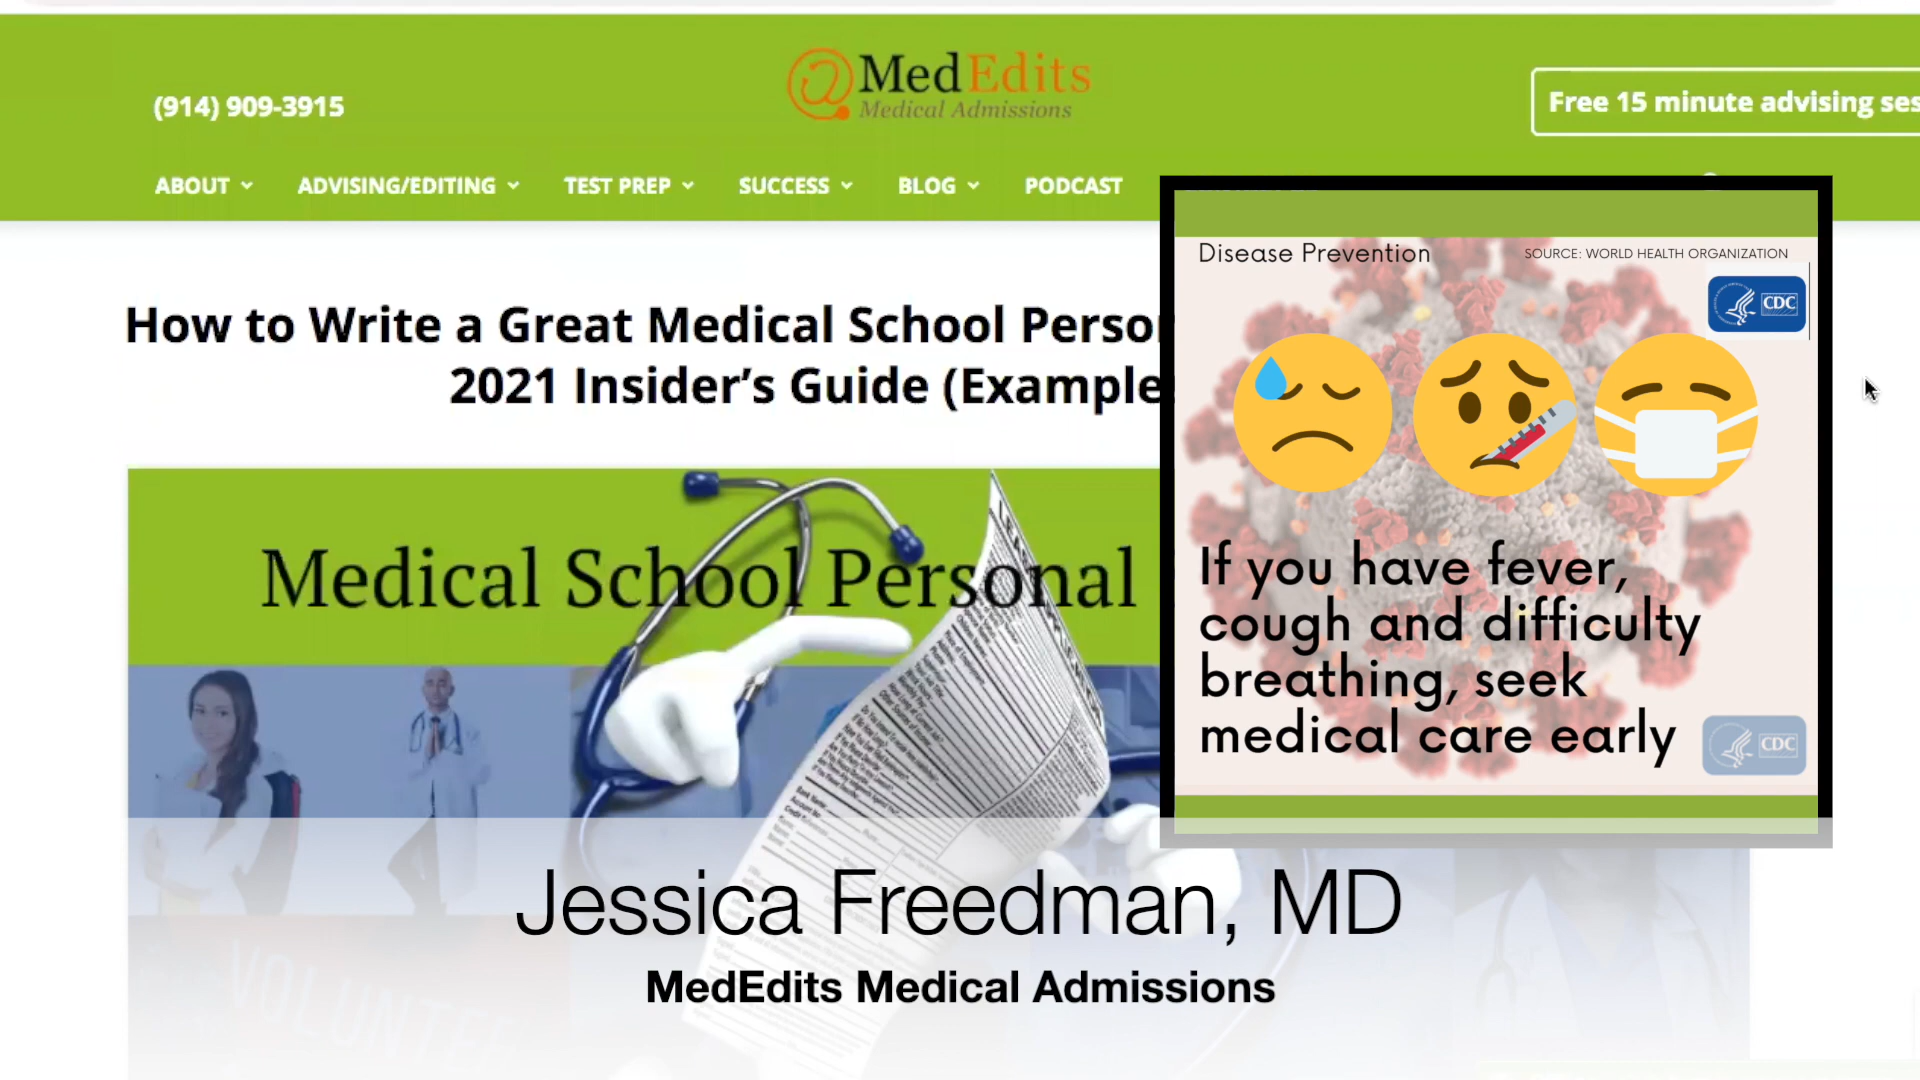 (914) 909-3915
MedEdits
Medical Admissions
Free 15 minute advising ses
ABOUT
ADVISING/EDITING
TEST PREP
SUCCESS
BLOG
PODCAST
How to Write a Great Medical School Person
2021 Insider's Guide (Example
Medical School Personal
Disease Prevention
SOURCE: WORLD HEALTH ORGANIZATION
CDC
If you have fever,
cough and difficulty
breathing, seek
medical care early
CDC
Jessica Freedman, MD
MedEdits Medical Admissions